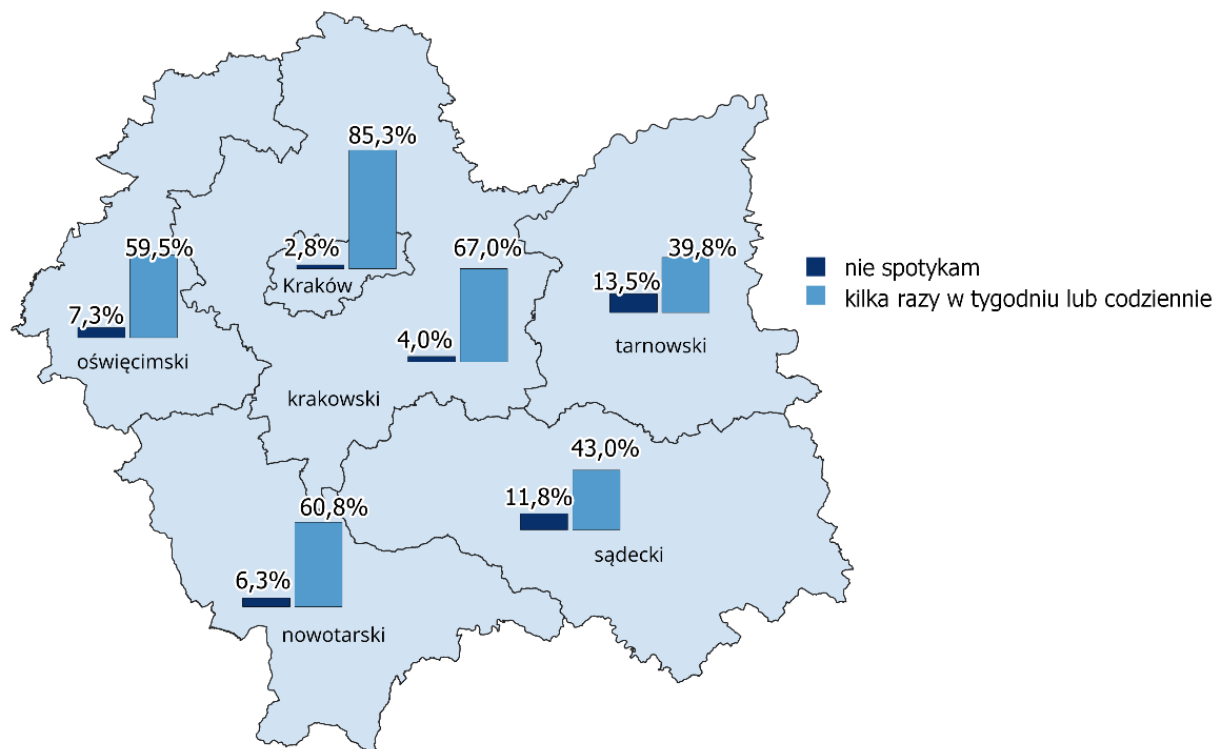 85,3%
2,8%
Kraków
67,0%
4,0%
krakowski
59,5%
7,3%
oświęcimski
39,8%
13,5%
tarnowski
43,0%
11,8%
sądecki
60,8%
6,3%
nowotarski
nie spotykam
kilka razy w tygodniu lub codziennie